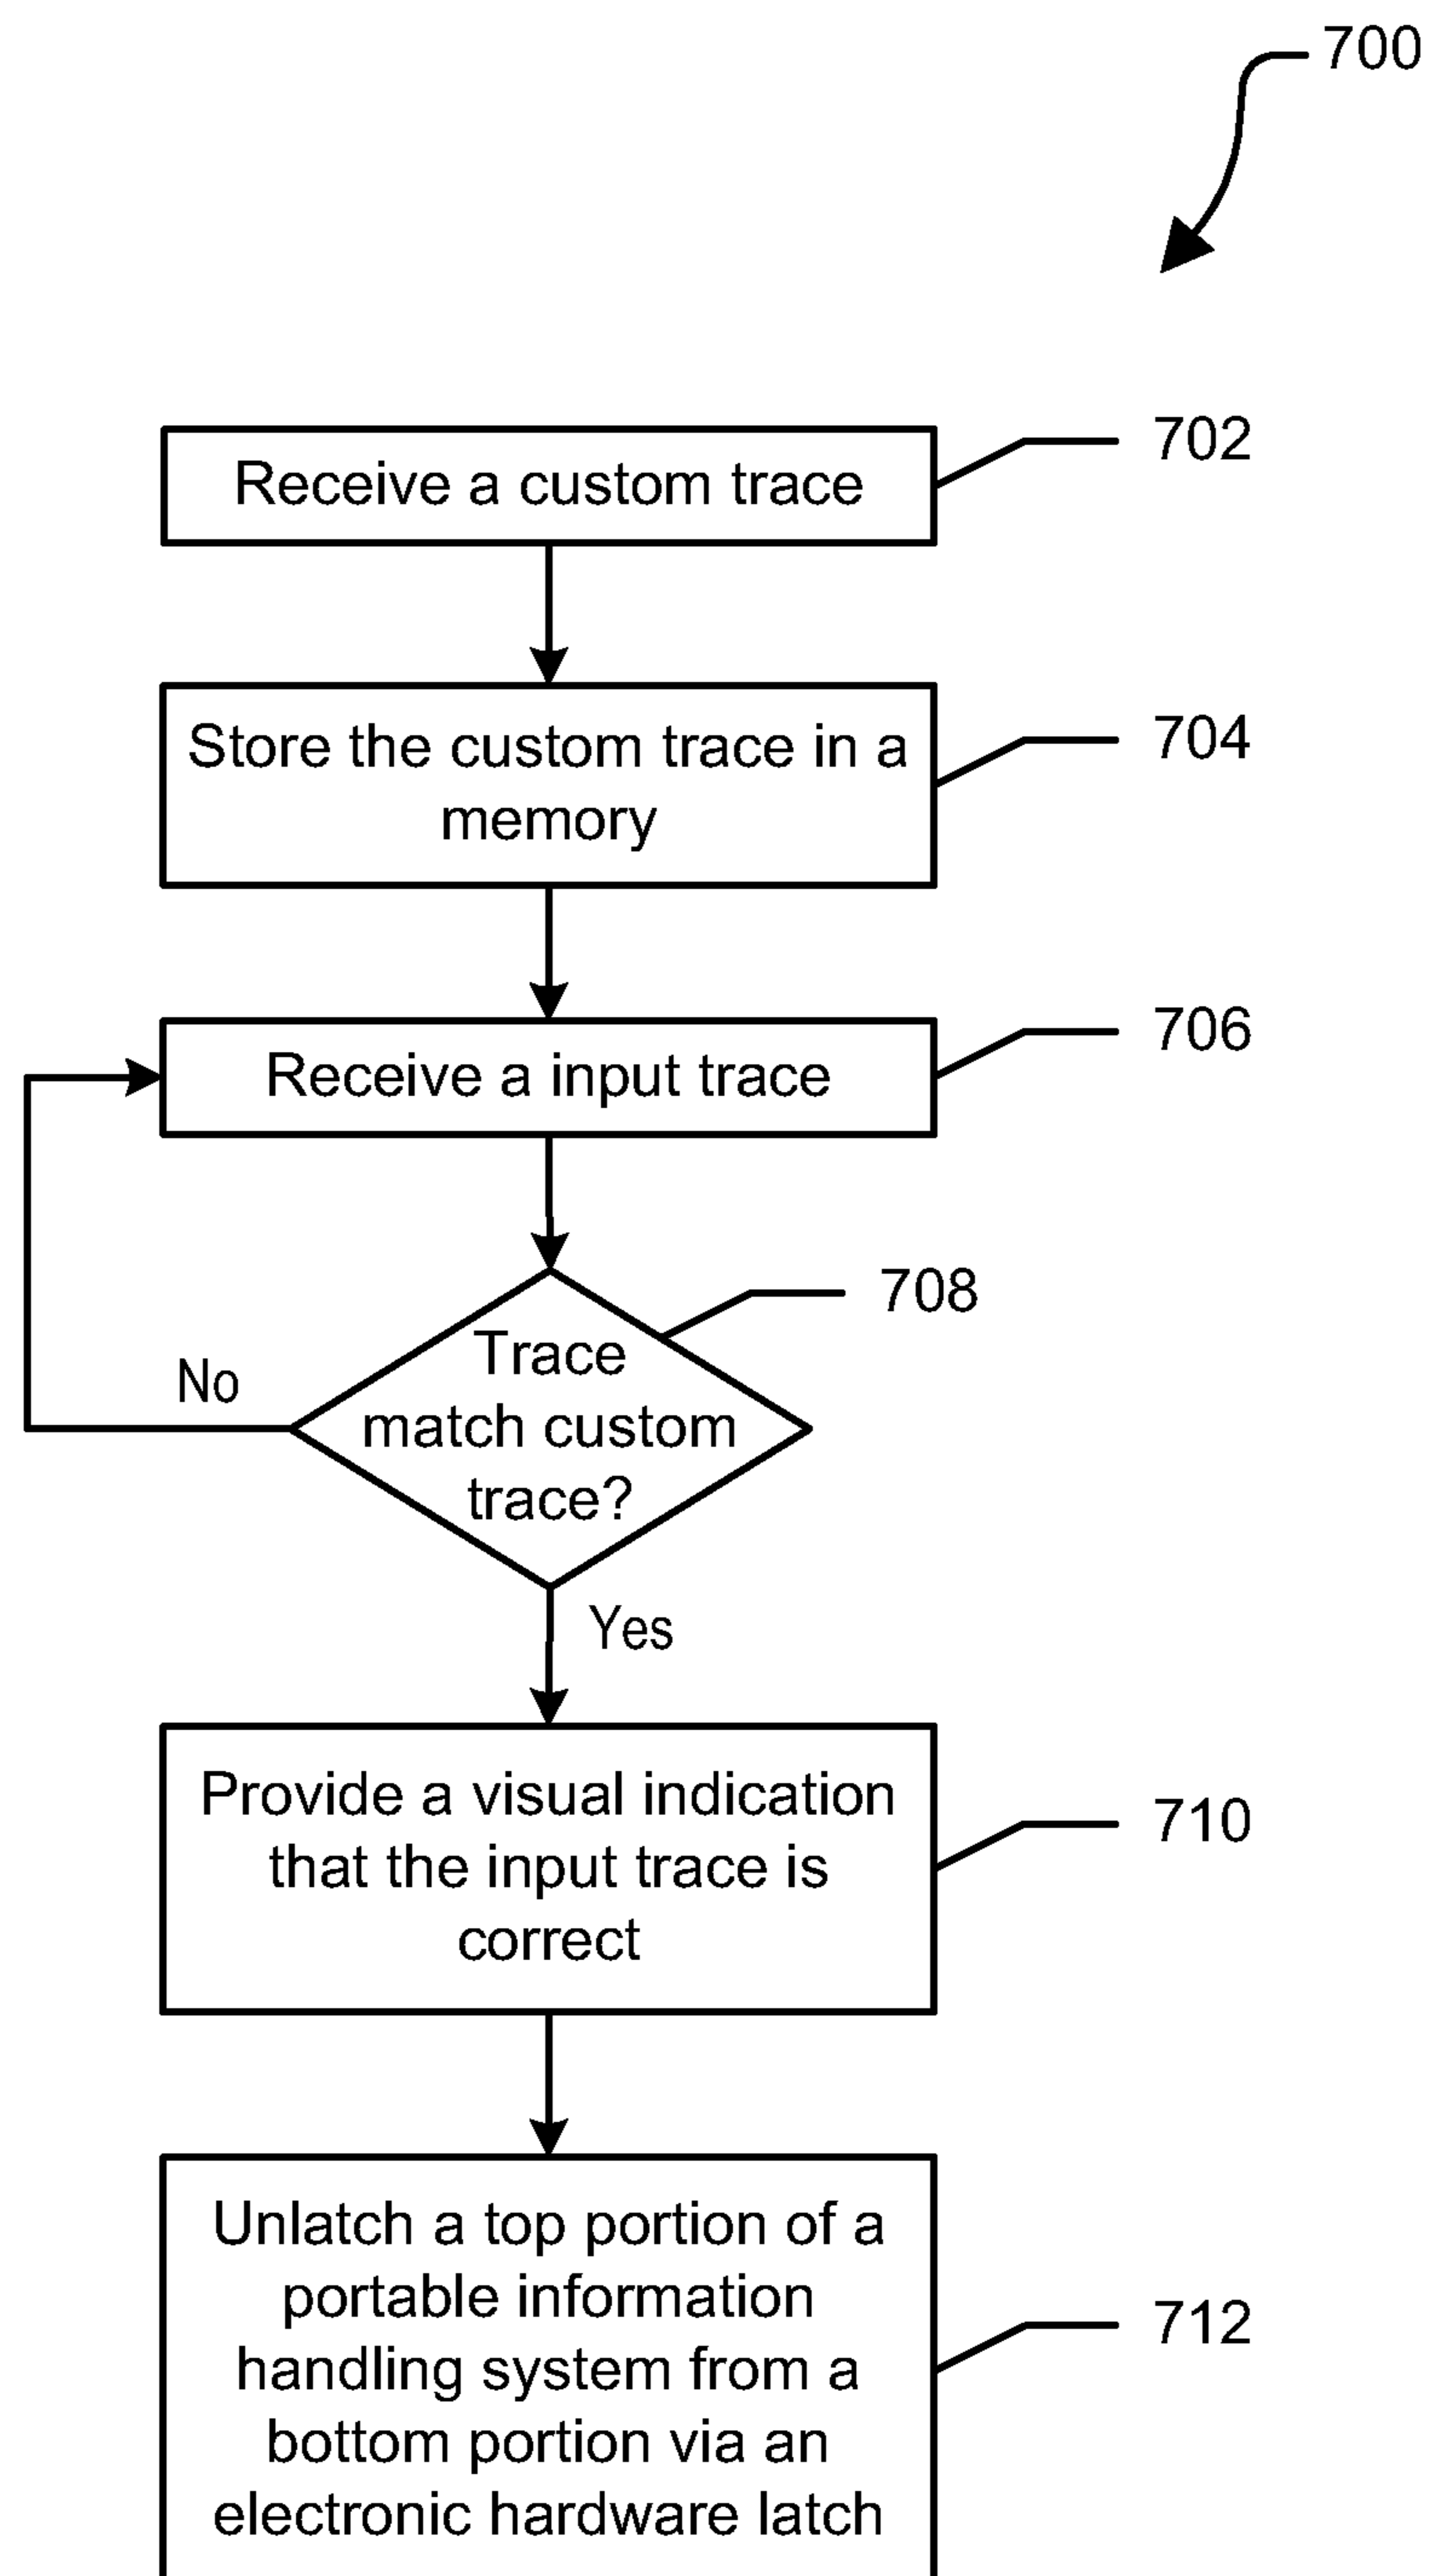 700
Receive a custom trace
702
Store the custom trace in a
memory
704
Receive a input trace
706
Trace
match custom
trace?
708
No
Yes
Provide a visual indication
that the input trace is
correct
710
Unlatch a top portion of a
portable information
handling system from a
bottom portion via an
electronic hardware latch
712